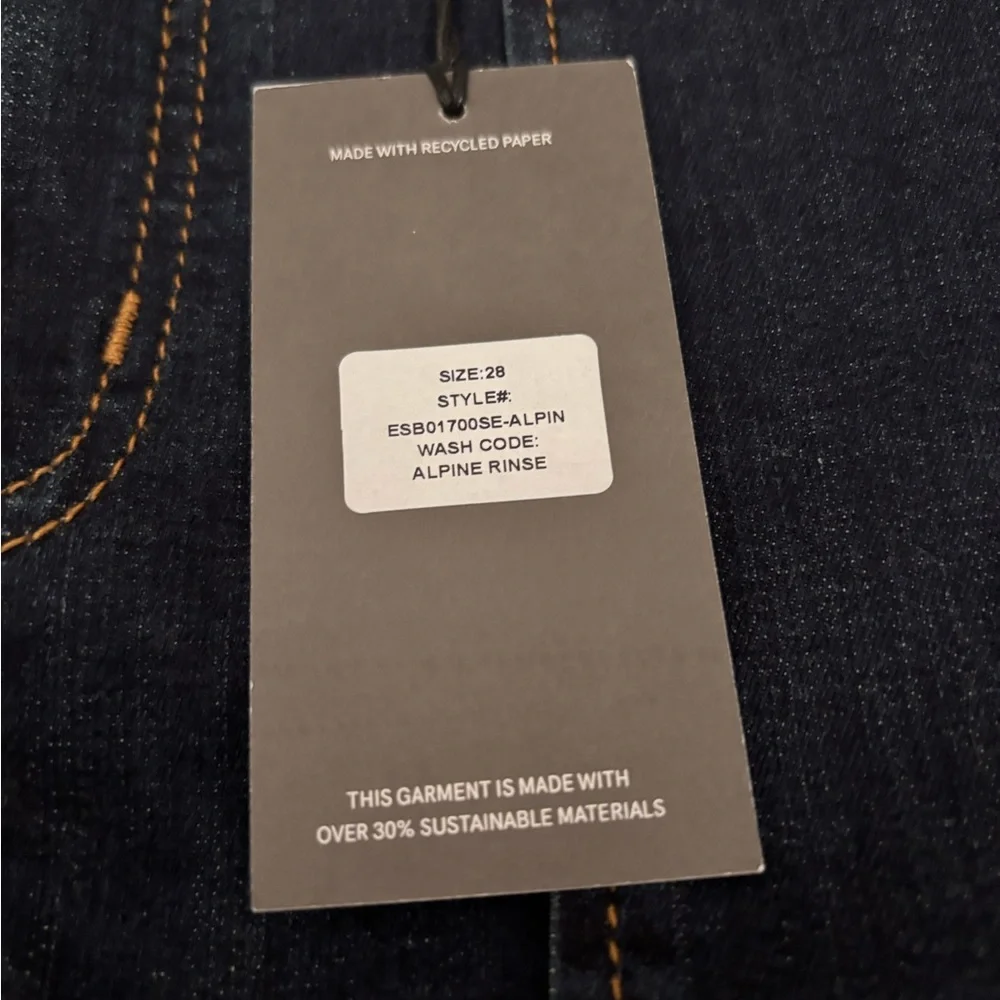 MADE WITH RECYCLED PAPER
SIZE:28
STYLE#:
ESB01700SE-ALPIN
WASH CODE:
ALPINE RINSE
THIS GARMENT IS MADE WITH
OVER 30% SUSTAINABLE MATERIALS